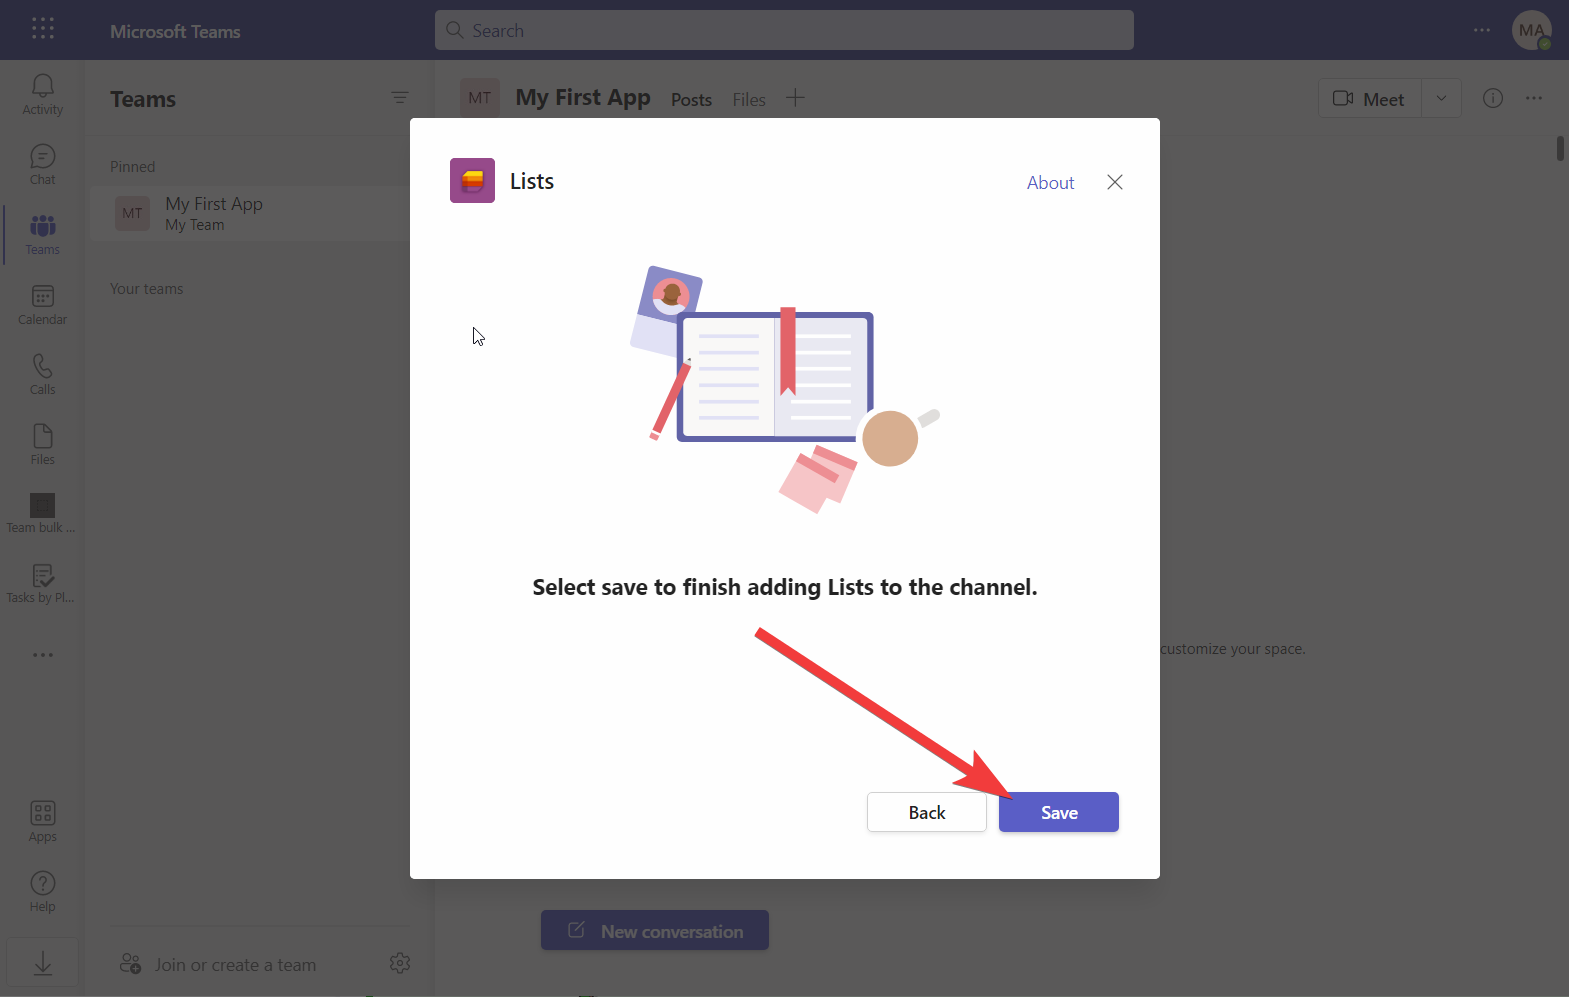 Microsoft Teams
Search
MA
Activity
Chat
Teams
Calendar
Calls
Files
Team bulk ...
Tasks by Pl...
Apps
Help
Teams
Pinned
MT
My First App
My Team
Your teams
Join or create a team
MT
My First App
Posts
Files
Meet
Lists
About
Select save to finish adding Lists to the channel.
customize your space.
Back
Save
New conversation